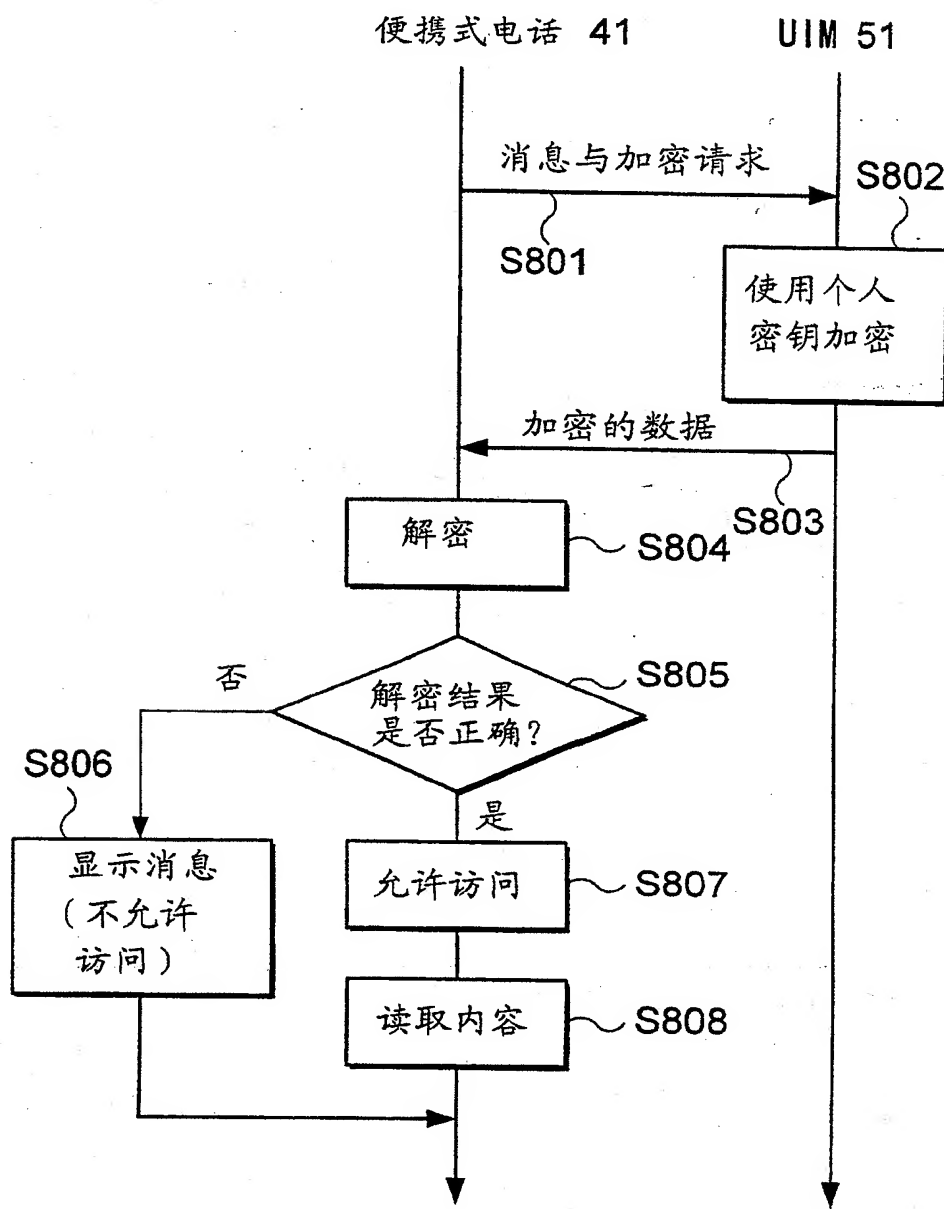 便携式电话 41
UIM 51
消息与加密请求
S801
S802
使用个人
密钥加密
加密的数据
S803
解密
S804
否
解密结果
是否正确?
S805
S806
是
显示消息
(不允许
访问)
允许访问
S807
读取内容
S808